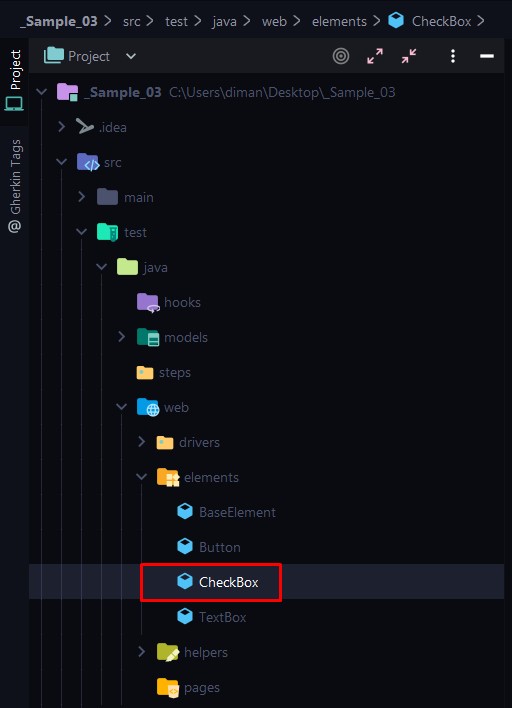 _Sample_03 > src > test > java > web > elements > CheckBox >
Project
Project
Gherkin Tags
_Sample_03 C:\Users\diman\Desktop\_Sample_03
.idea
src
main
test
java
hooks
models
steps
web
drivers
elements
BaseElement
Button
CheckBox
TextBox
helpers
pages